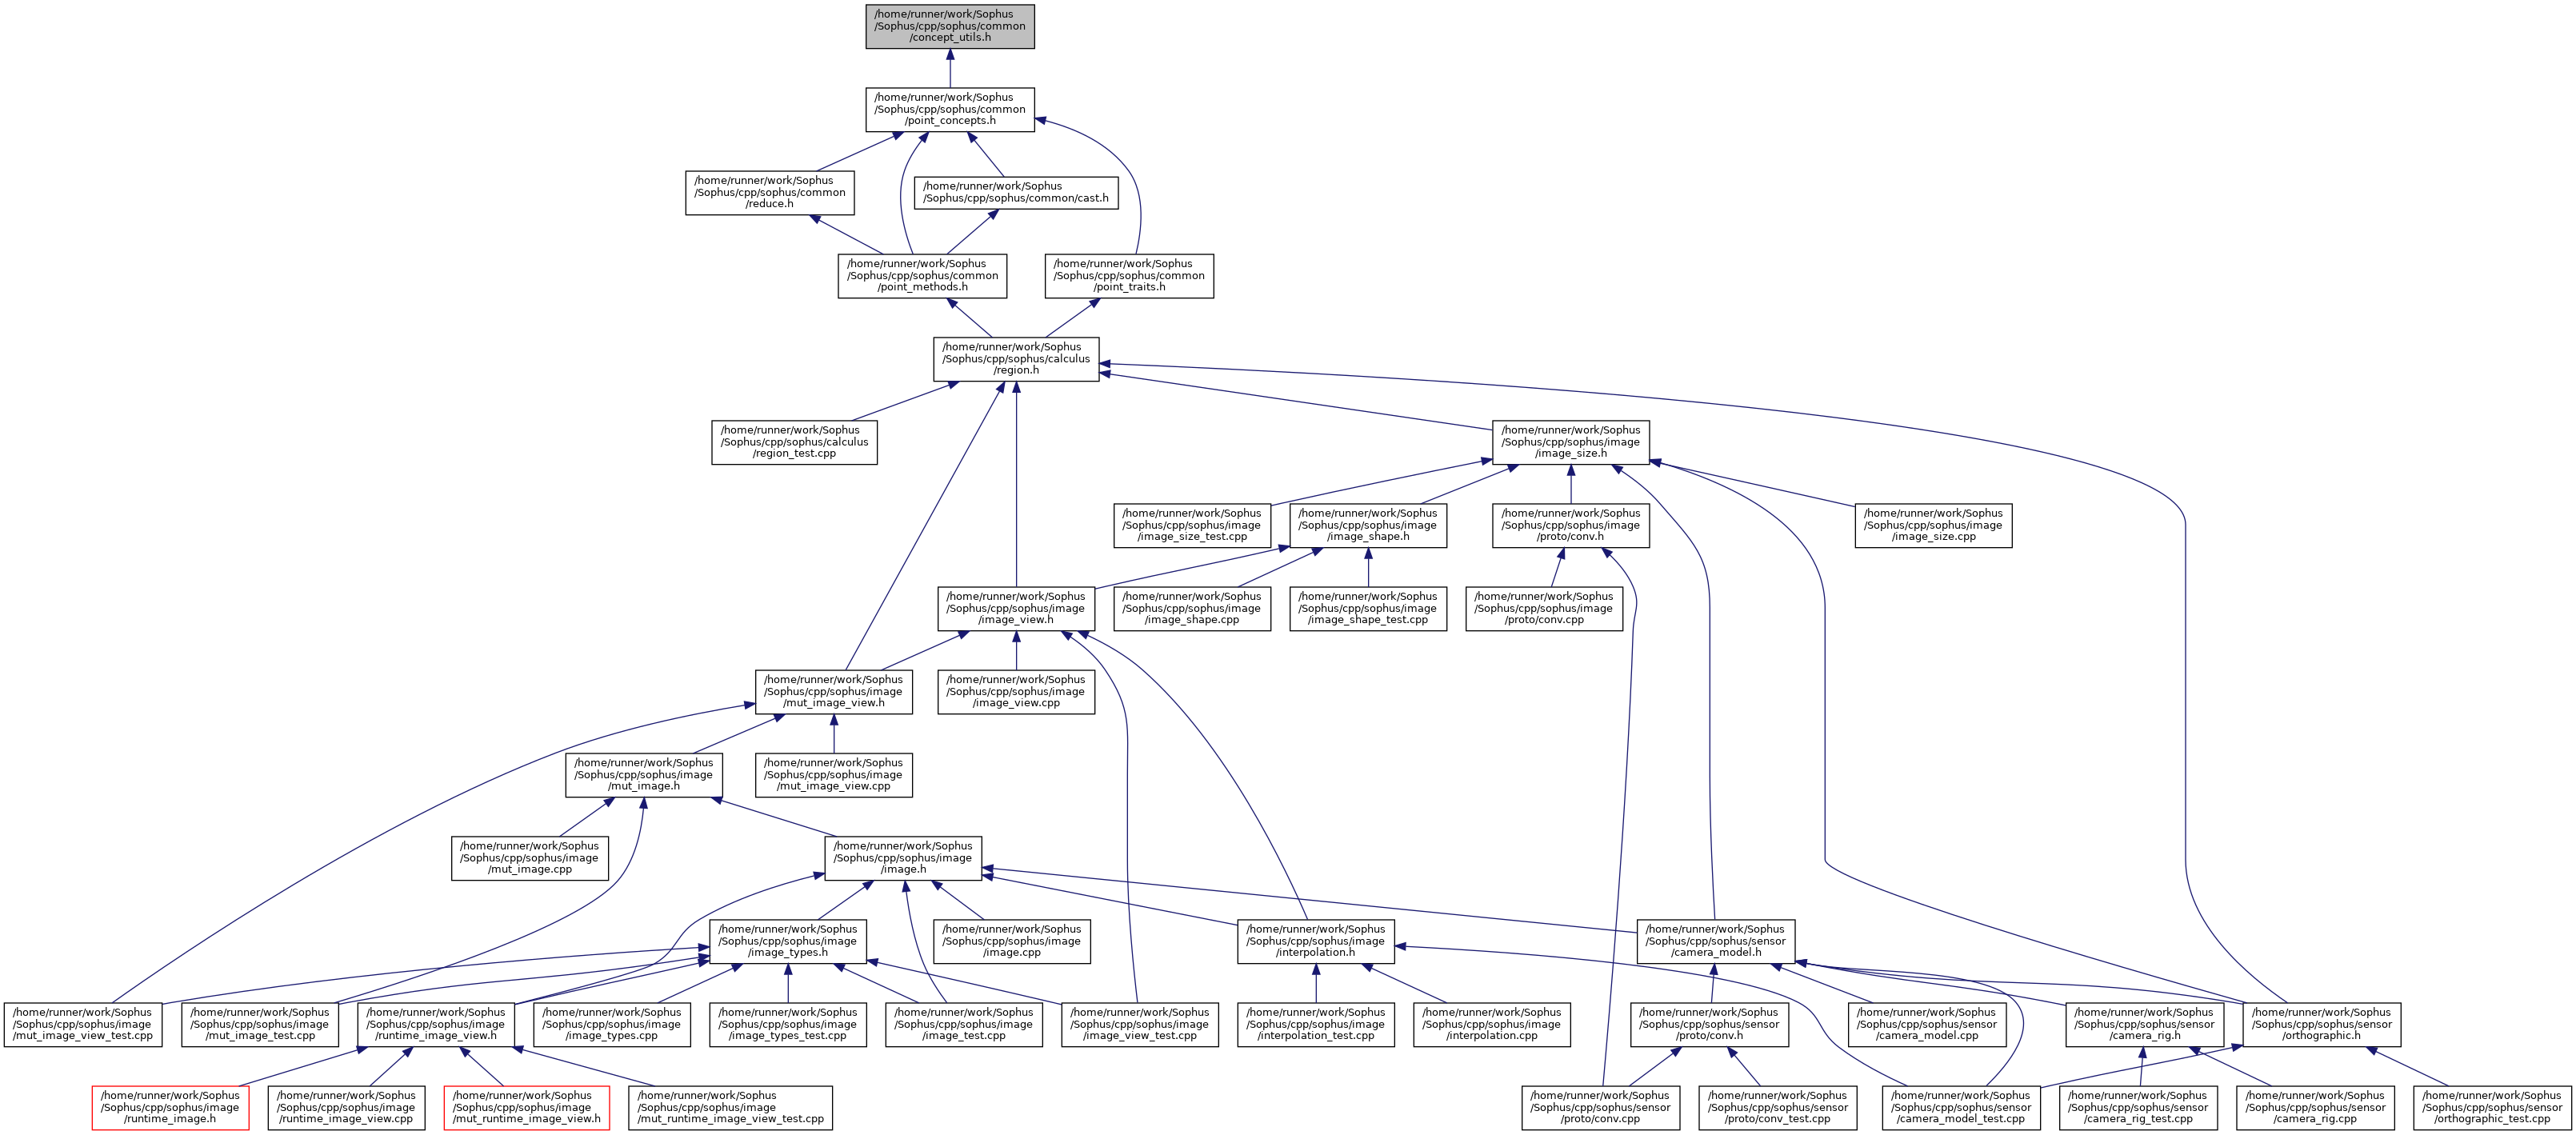 /home/runner/work/Sophus
/Sophus/cpp/sophus/common
/concept_utils.h
/home/runner/work/Sophus
/Sophus/cpp/sophus/common
/point_concepts.h
/home/runner/work/Sophus
/Sophus/cpp/sophus/common
/reduce.h
/home/runner/work/Sophus
/Sophus/cpp/sophus/common/cast.h
/home/runner/work/Sophus
/Sophus/cpp/sophus/common
/point_methods.h
/home/runner/work/Sophus
/Sophus/cpp/sophus/common
/point_traits.h
/home/runner/work/Sophus
/Sophus/cpp/sophus/calculus
/region.h
/home/runner/work/Sophus
/Sophus/cpp/sophus/calculus
/region_test.cpp
/home/runner/work/Sophus
/Sophus/cpp/sophus/image
/image_size.h
/home/runner/work/Sophus
/Sophus/cpp/sophus/image
/image_size_test.cpp
/home/runner/work/Sophus
/Sophus/cpp/sophus/image
/image_shape.h
/home/runner/work/Sophus
/Sophus/cpp/sophus/image
/proto/conv.h
/home/runner/work/Sophus
/Sophus/cpp/sophus/image
/image_size.cpp
/home/runner/work/Sophus
/Sophus/cpp/sophus/image
/image_view.h
/home/runner/work/Sophus
/Sophus/cpp/sophus/image
/image_shape.cpp
/home/runner/work/Sophus
/Sophus/cpp/sophus/image
/image_shape_test.cpp
/home/runner/work/Sophus
/Sophus/cpp/sophus/image
/proto/conv.cpp
/home/runner/work/Sophus
/Sophus/cpp/sophus/image
/mut_image_view.h
/home/runner/work/Sophus
/Sophus/cpp/sophus/image
/image_view.cpp
/home/runner/work/Sophus
/Sophus/cpp/sophus/image
/mut_image.h
/home/runner/work/Sophus
/Sophus/cpp/sophus/image
/mut_image_view.cpp
/home/runner/work/Sophus
/Sophus/cpp/sophus/image
/mut_image.cpp
/home/runner/work/Sophus
/Sophus/cpp/sophus/image
/image.h
/home/runner/work/Sophus
/Sophus/cpp/sophus/image
/image_types.h
/home/runner/work/Sophus
/Sophus/cpp/sophus/image
/image.cpp
/home/runner/work/Sophus
/Sophus/cpp/sophus/image
/interpolation.h
/home/runner/work/Sophus
/Sophus/cpp/sophus/sensor
/camera_model.h
/home/runner/work/Sophus
/Sophus/cpp/sophus/image
/mut_image_view_test.cpp
/home/runner/work/Sophus
/Sophus/cpp/sophus/image
/mut_image_test.cpp
/home/runner/work/Sophus
/Sophus/cpp/sophus/image
/runtime_image_view.h
/home/runner/work/Sophus
/Sophus/cpp/sophus/image
/image_types.cpp
/home/runner/work/Sophus
/Sophus/cpp/sophus/image
/image_types_test.cpp
/home/runner/work/Sophus
/Sophus/cpp/sophus/image
/image_test.cpp
/home/runner/work/Sophus
/Sophus/cpp/sophus/image
/image_view_test.cpp
/home/runner/work/Sophus
/Sophus/cpp/sophus/image
/interpolation_test.cpp
/home/runner/work/Sophus
/Sophus/cpp/sophus/image
/interpolation.cpp
/home/runner/work/Sophus
/Sophus/cpp/sophus/sensor
/proto/conv.h
/home/runner/work/Sophus
/Sophus/cpp/sophus/sensor
/camera_model.cpp
/home/runner/work/Sophus
/Sophus/cpp/sophus/sensor
/camera_rig.h
/home/runner/work/Sophus
/Sophus/cpp/sophus/sensor
/orthographic.h
/home/runner/work/Sophus
/Sophus/cpp/sophus/image
/runtime_image.h
/home/runner/work/Sophus
/Sophus/cpp/sophus/image
/runtime_image_view.cpp
/home/runner/work/Sophus
/Sophus/cpp/sophus/image
/mut_runtime_image_view.h
/home/runner/work/Sophus
/Sophus/cpp/sophus/image
/mut_runtime_image_view_test.cpp
/home/runner/work/Sophus
/Sophus/cpp/sophus/sensor
/proto/conv.cpp
/home/runner/work/Sophus
/Sophus/cpp/sophus/sensor
/proto/conv_test.cpp
/home/runner/work/Sophus
/Sophus/cpp/sophus/sensor
/camera_model_test.cpp
/home/runner/work/Sophus
/Sophus/cpp/sophus/sensor
/camera_rig_test.cpp
/home/runner/work/Sophus
/Sophus/cpp/sophus/sensor
/camera_rig.cpp
/home/runner/work/Sophus
/Sophus/cpp/sophus/sensor
/orthographic_test.cpp